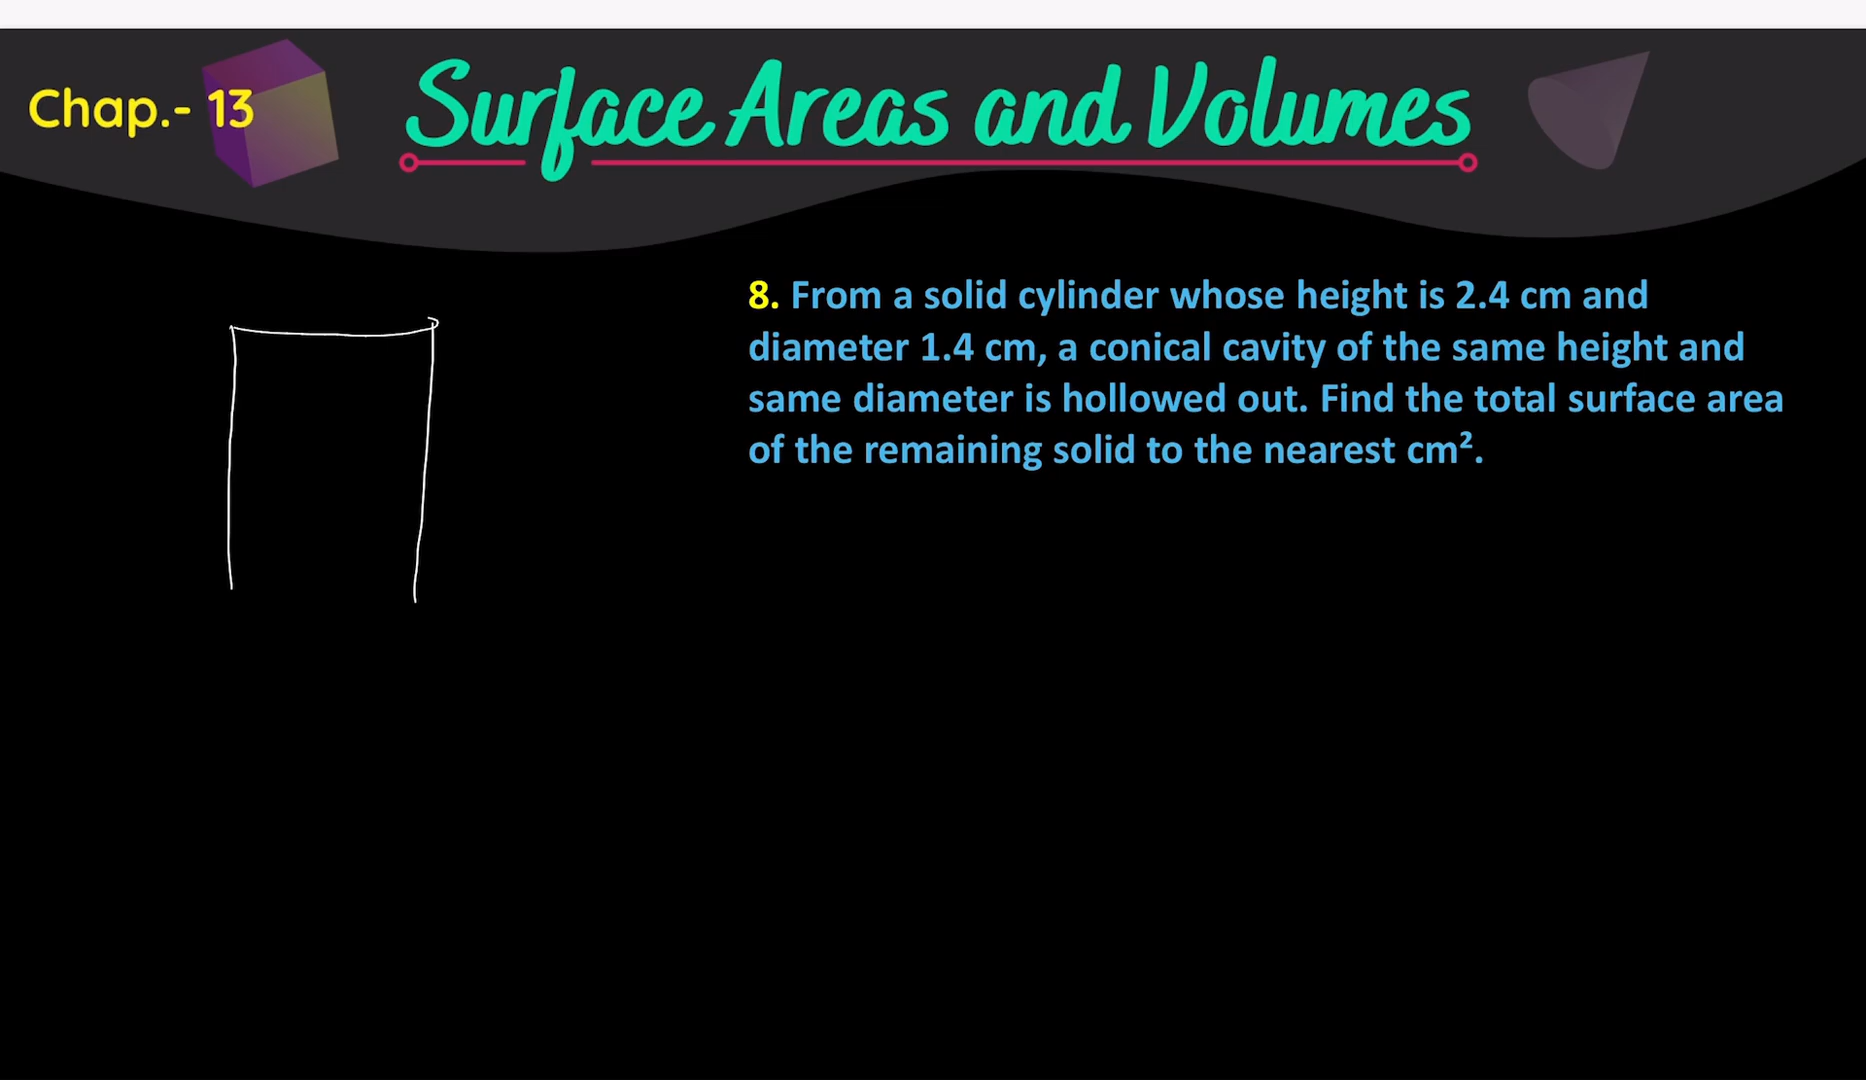 Chap.- 13
Surface Areas and Volumes
8. From a solid cylinder whose height is 2.4 cm and
diameter 1.4 cm, a conical cavity of the same height and
same diameter is hollowed out. Find the total surface area
of the remaining solid to the nearest cm².